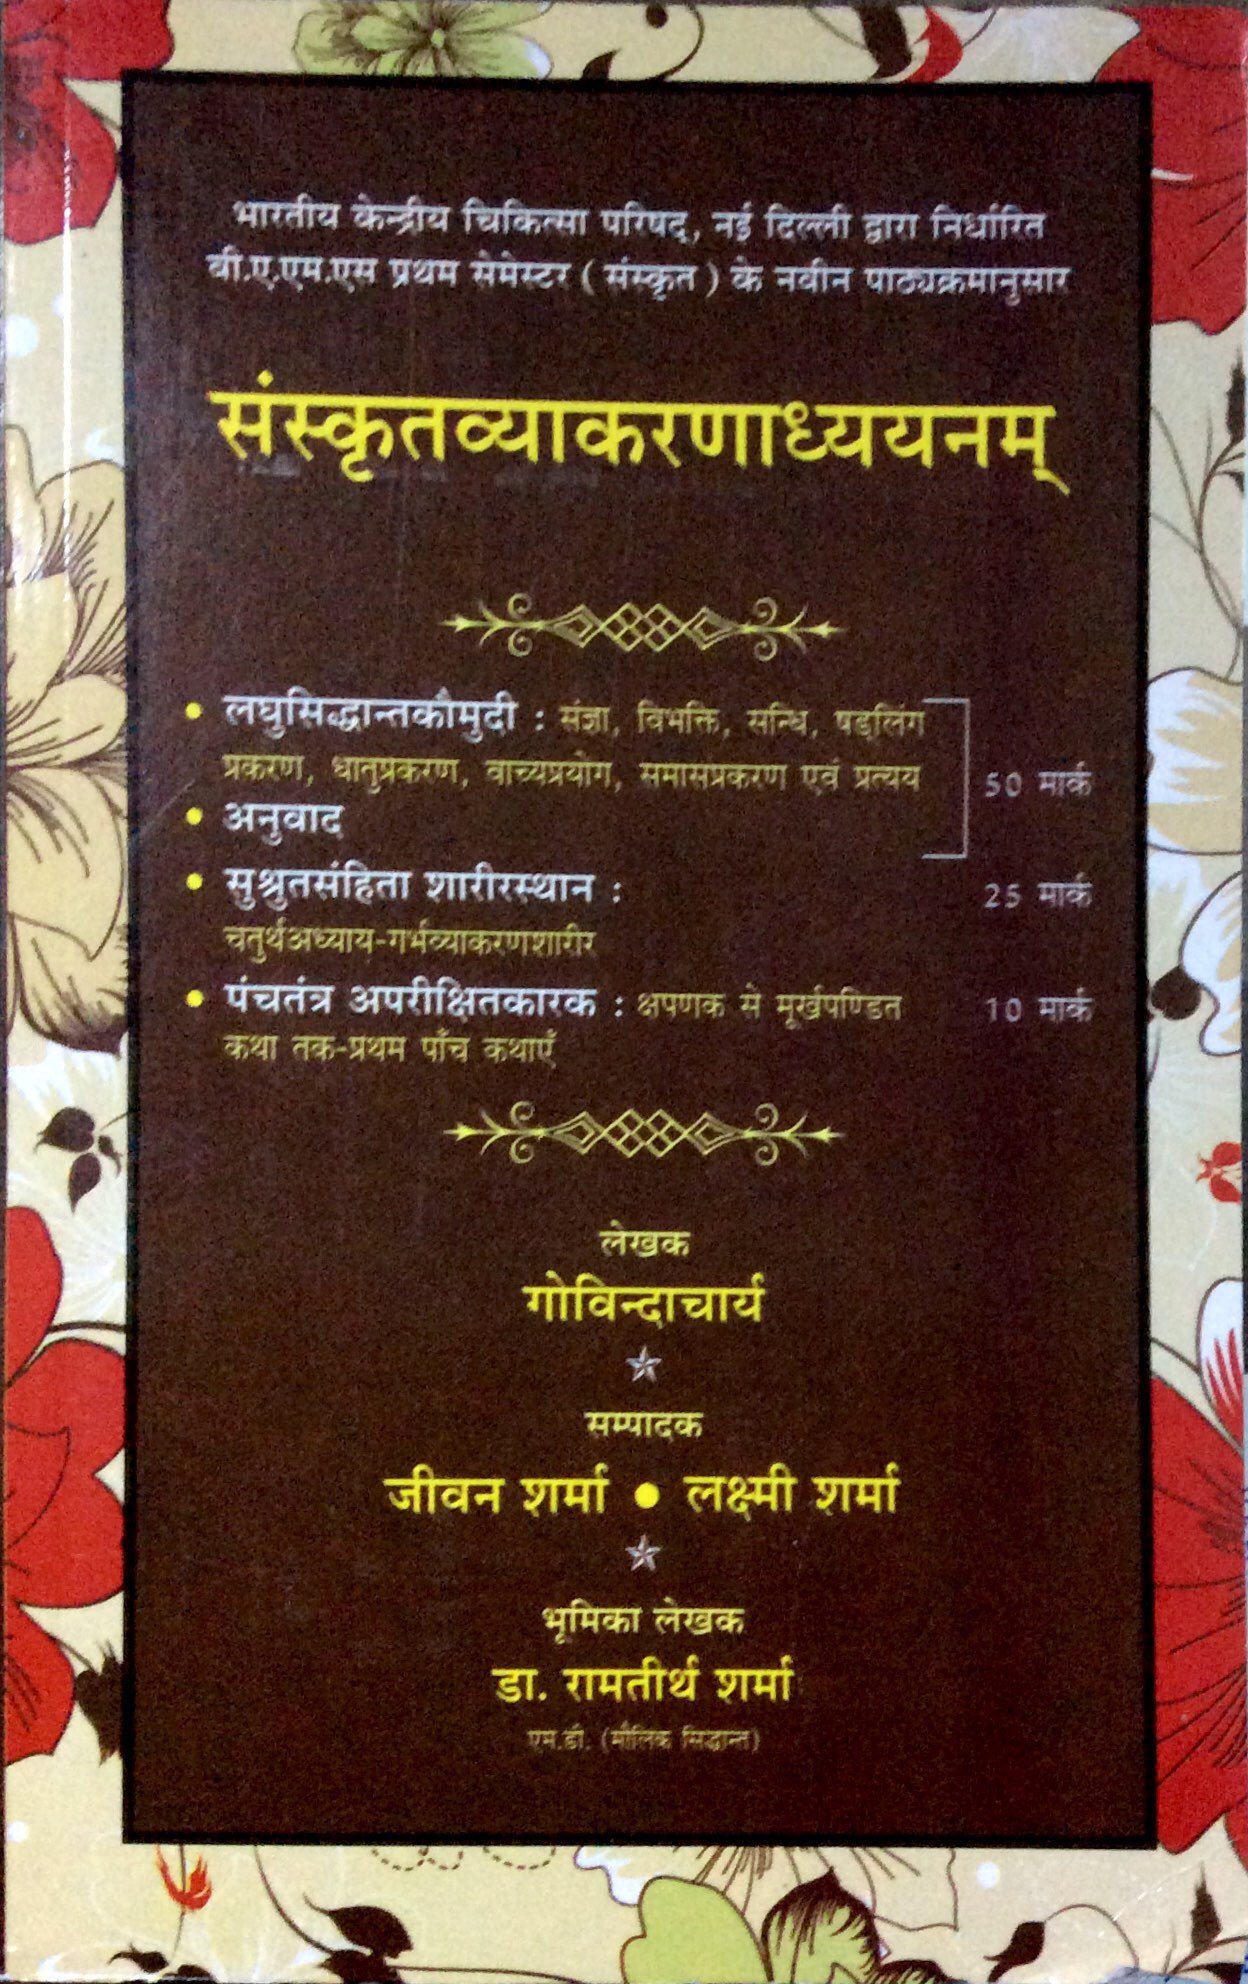 भारतीय केन्द्रीय चिकित्सा परिषद्, नई दिल्ली द्वारा निर्धारित
बी.ए.एम.एस प्रथम सेमेस्टर ( संस्कृत ) के नवीन पाठ्यक्रमानुसार
संस्कृतव्याकरणाध्ययनम्
• लघुसिद्धान्तकौमुदी : संज्ञा, विभक्ति, सन्धि, षड्लिंग
प्रकरण, धातुप्रकरण, वाच्यप्रयोग, समासप्रकरण एवं प्रत्यय
50 मार्क
• अनुवाद
• सुश्रुतसंहिता शारीरस्थान : 25 मार्क
चतुर्थअध्याय-गर्भव्याकरणशारीर
• पंचतंत्र अपरीक्षितकारक : क्षपणक से मूर्खपण्डित 10 मार्क
कथा तक-प्रथम पाँच कथाएँ
लेखक
गोविन्दाचार्य
सम्पादक
जीवन शर्मा • लक्ष्मी शर्मा
भूमिका लेखक
डा. रामतीर्थ शर्मा
एम.डी. (मौलिक सिद्धान्त)